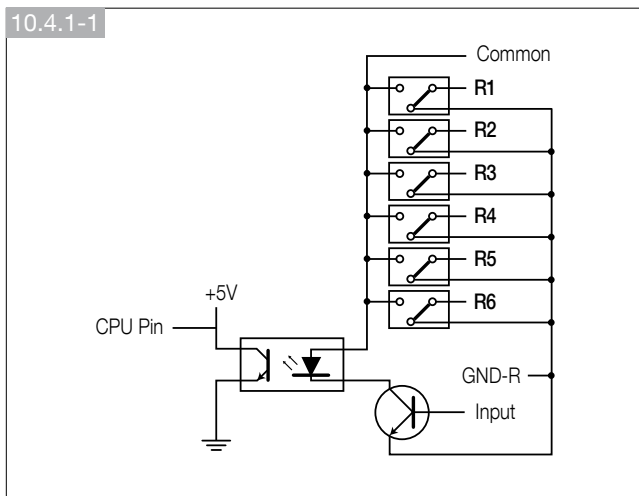 10.4.1-1
Common
R1
R2
R3
R4
R5
R6
+5V
CPU Pin
GND-R
Input